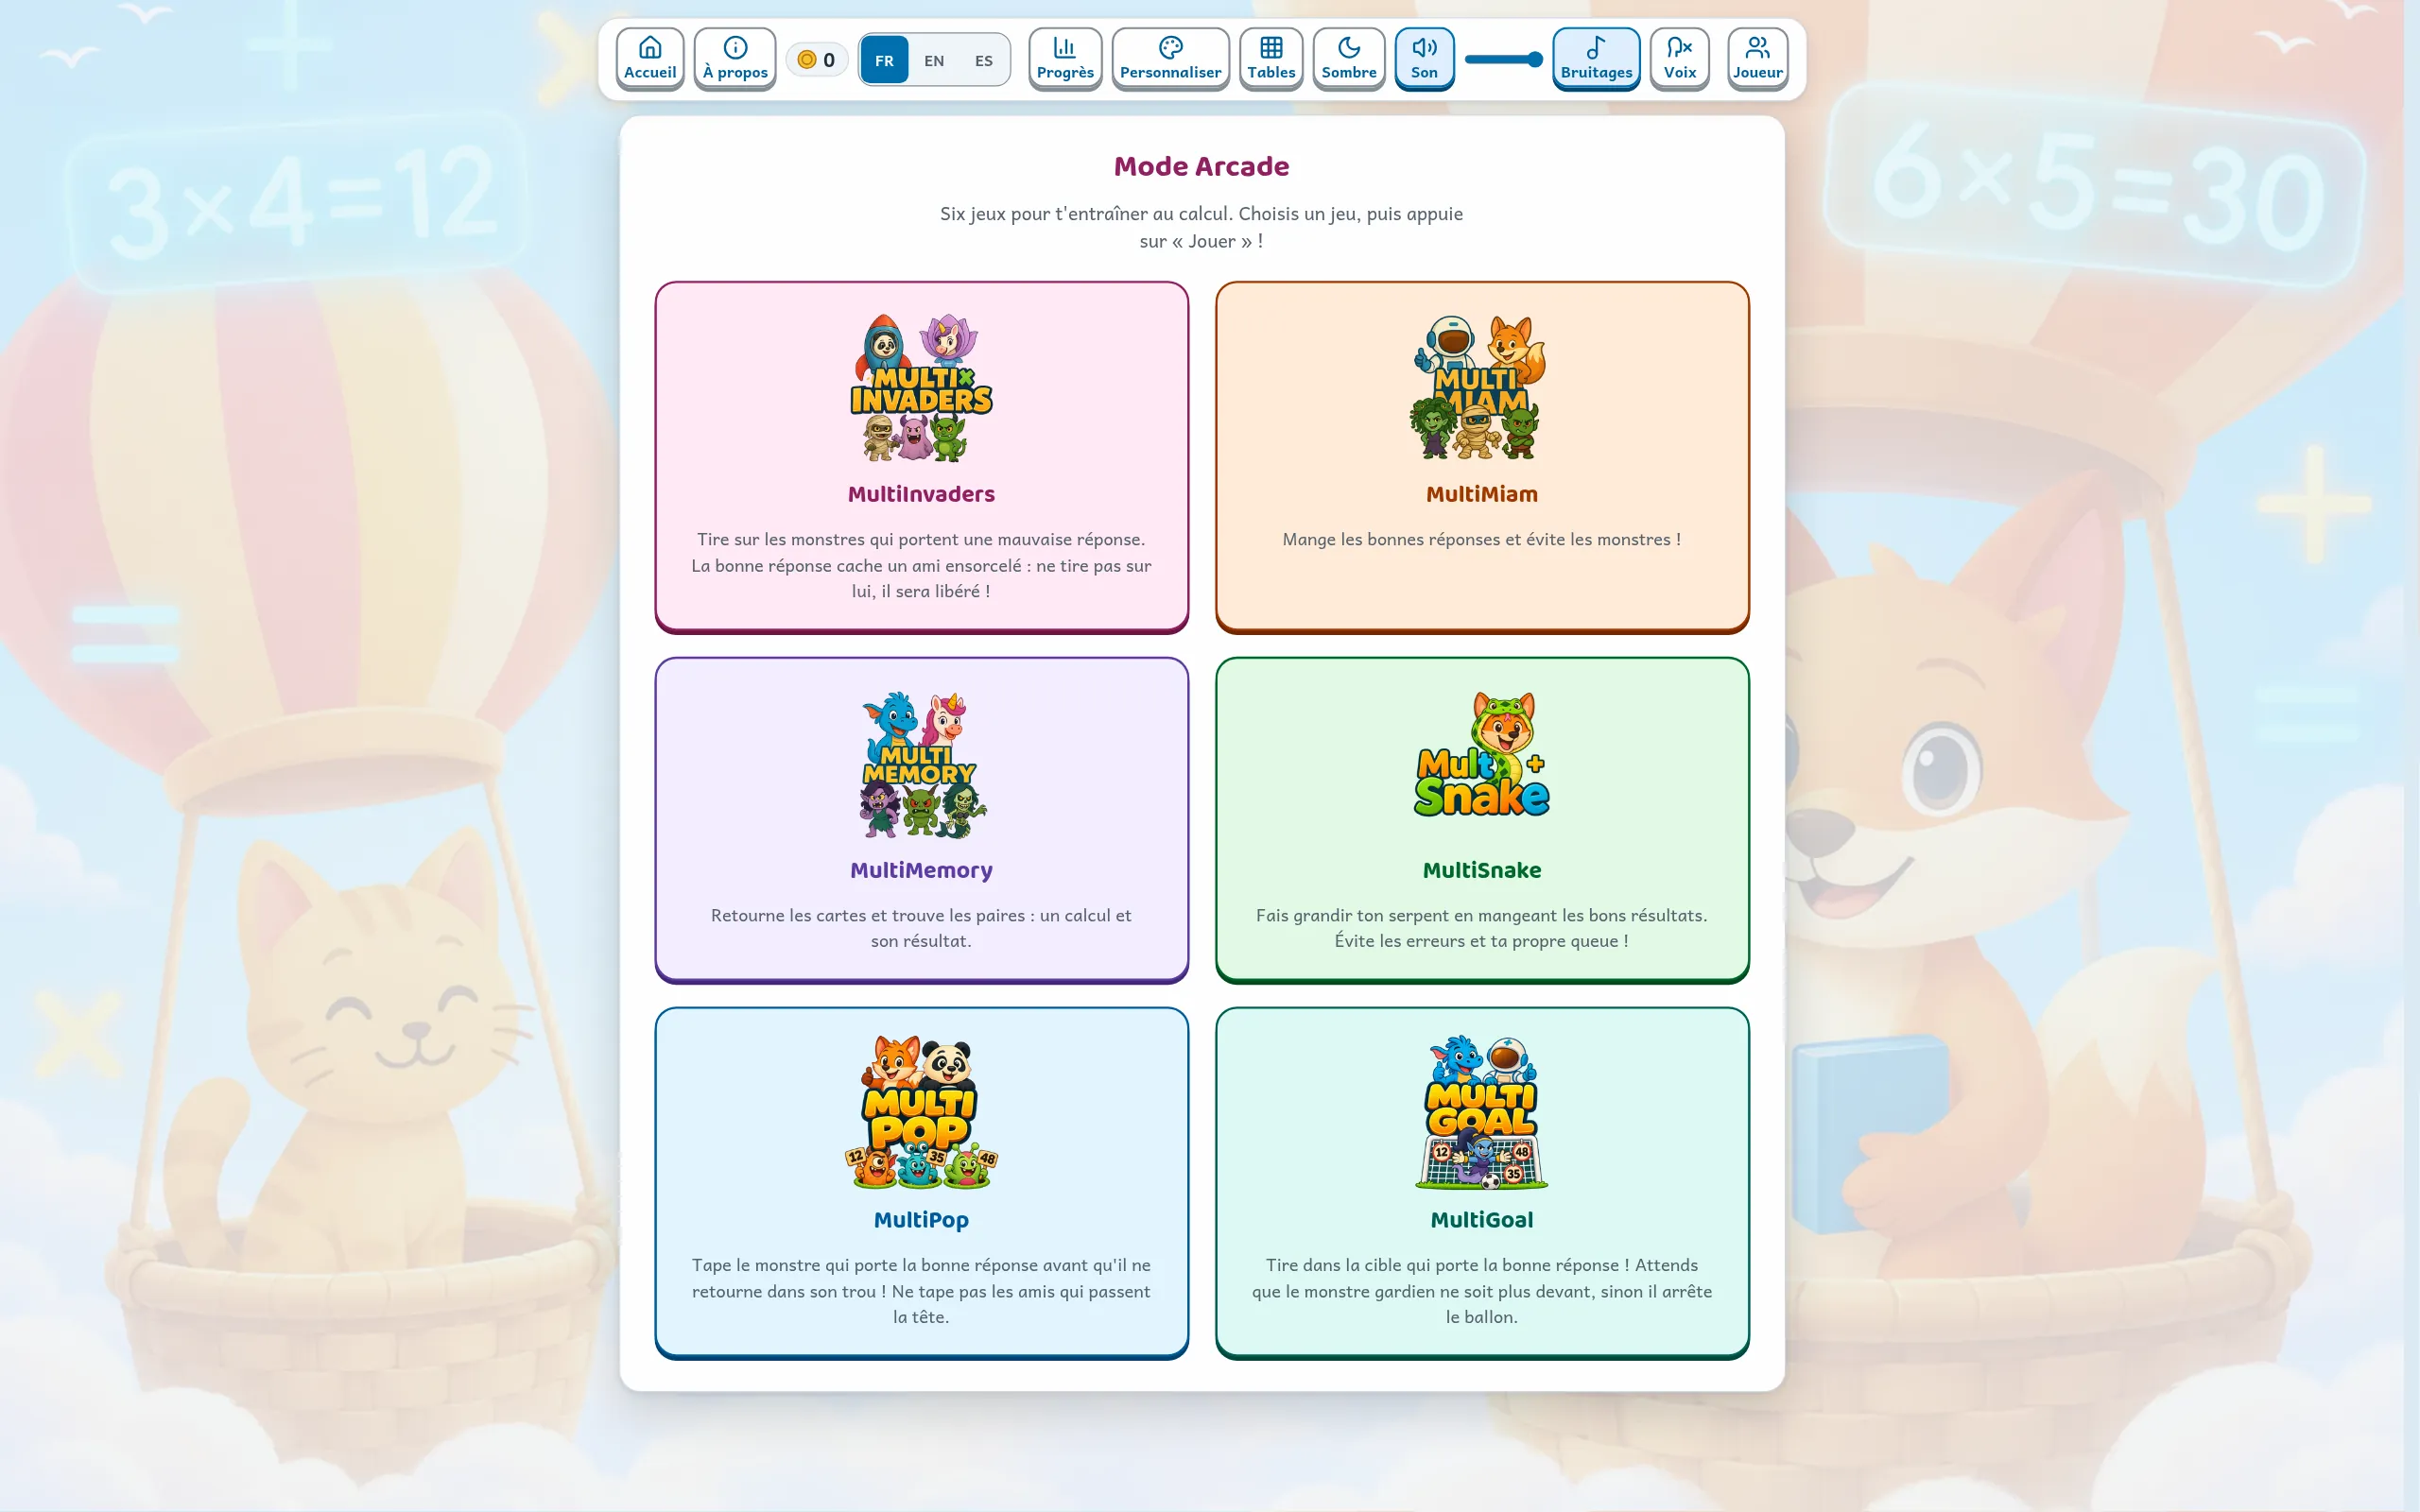 Accueil
À propos
0
FR
EN
ES
Progrès
Personnaliser
Tables
Sombre
Son
Bruitages
Voix
Joueur
3×4=12
6×5=30
Mode Arcade
Six jeux pour t'entraîner au calcul. Choisis un jeu, puis appuie
sur « Jouer » !
MULTI
INVADERS
MultiInvaders
Tire sur les monstres qui portent une mauvaise réponse.
La bonne réponse cache un ami ensorcelé : ne tire pas sur
lui, il sera libéré !
MULTI
MIAM
MultiMiam
Mange les bonnes réponses et évite les monstres !
MULTI
MEMORY
MultiMemory
Retourne les cartes et trouve les paires : un calcul et
son résultat.
Multi +
Snake
MultiSnake
Fais grandir ton serpent en mangeant les bons résultats.
Évite les erreurs et ta propre queue !
MULTI
POP
12 35 48
MultiPop
Tape le monstre qui porte la bonne réponse avant qu'il ne
retourne dans son trou ! Ne tape pas les amis qui passent
la tête.
MULTI
GOAL
12 48
35
MultiGoal
Tire dans la cible qui porte la bonne réponse ! Attends
que le monstre gardien ne soit plus devant, sinon il arrête
le ballon.